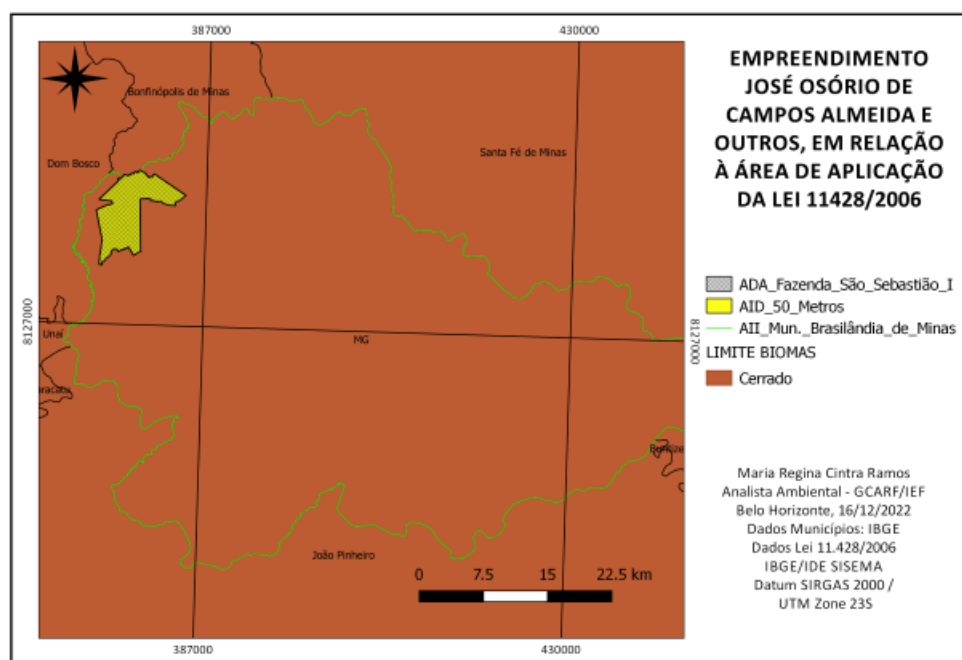 387000
430000
Bonfinópolis de Minas
Dom Bosco
Santa Fé de Minas
8127000
Unaí
MG
8127000
João Pinheiro
0 7.5 15 22.5 km
387000
430000
EMPREENDIMENTO
JOSÉ OSÓRIO DE
CAMPOS ALMEIDA E
OUTROS, EM RELAÇÃO
À ÁREA DE APLICAÇÃO
DA LEI 11428/2006
ADA_Fazenda_São_Sebastião_I
AID_50_Metros
AII_Mun._Brasilândia_de_Minas
LIMITE BIOMAS
Cerrado
Maria Regina Cintra Ramos
Analista Ambiental - GCARF/IEF
Belo Horizonte, 16/12/2022
Dados Municípios: IBGE
Dados Lei 11.428/2006
IBGE/IDE SISEMA
Datum SIRGAS 2000 /
UTM Zone 23S